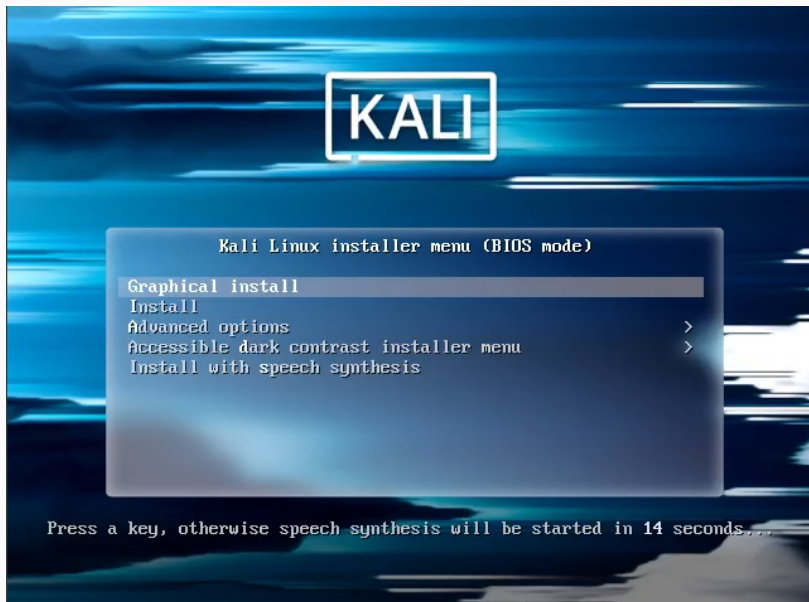 KALI
Kali Linux installer menu (BIOS mode)
Graphical install
Install
Advanced options >
Accessible dark contrast installer menu >
Install with speech synthesis
Press a key, otherwise speech synthesis will be started in 14 seconds...